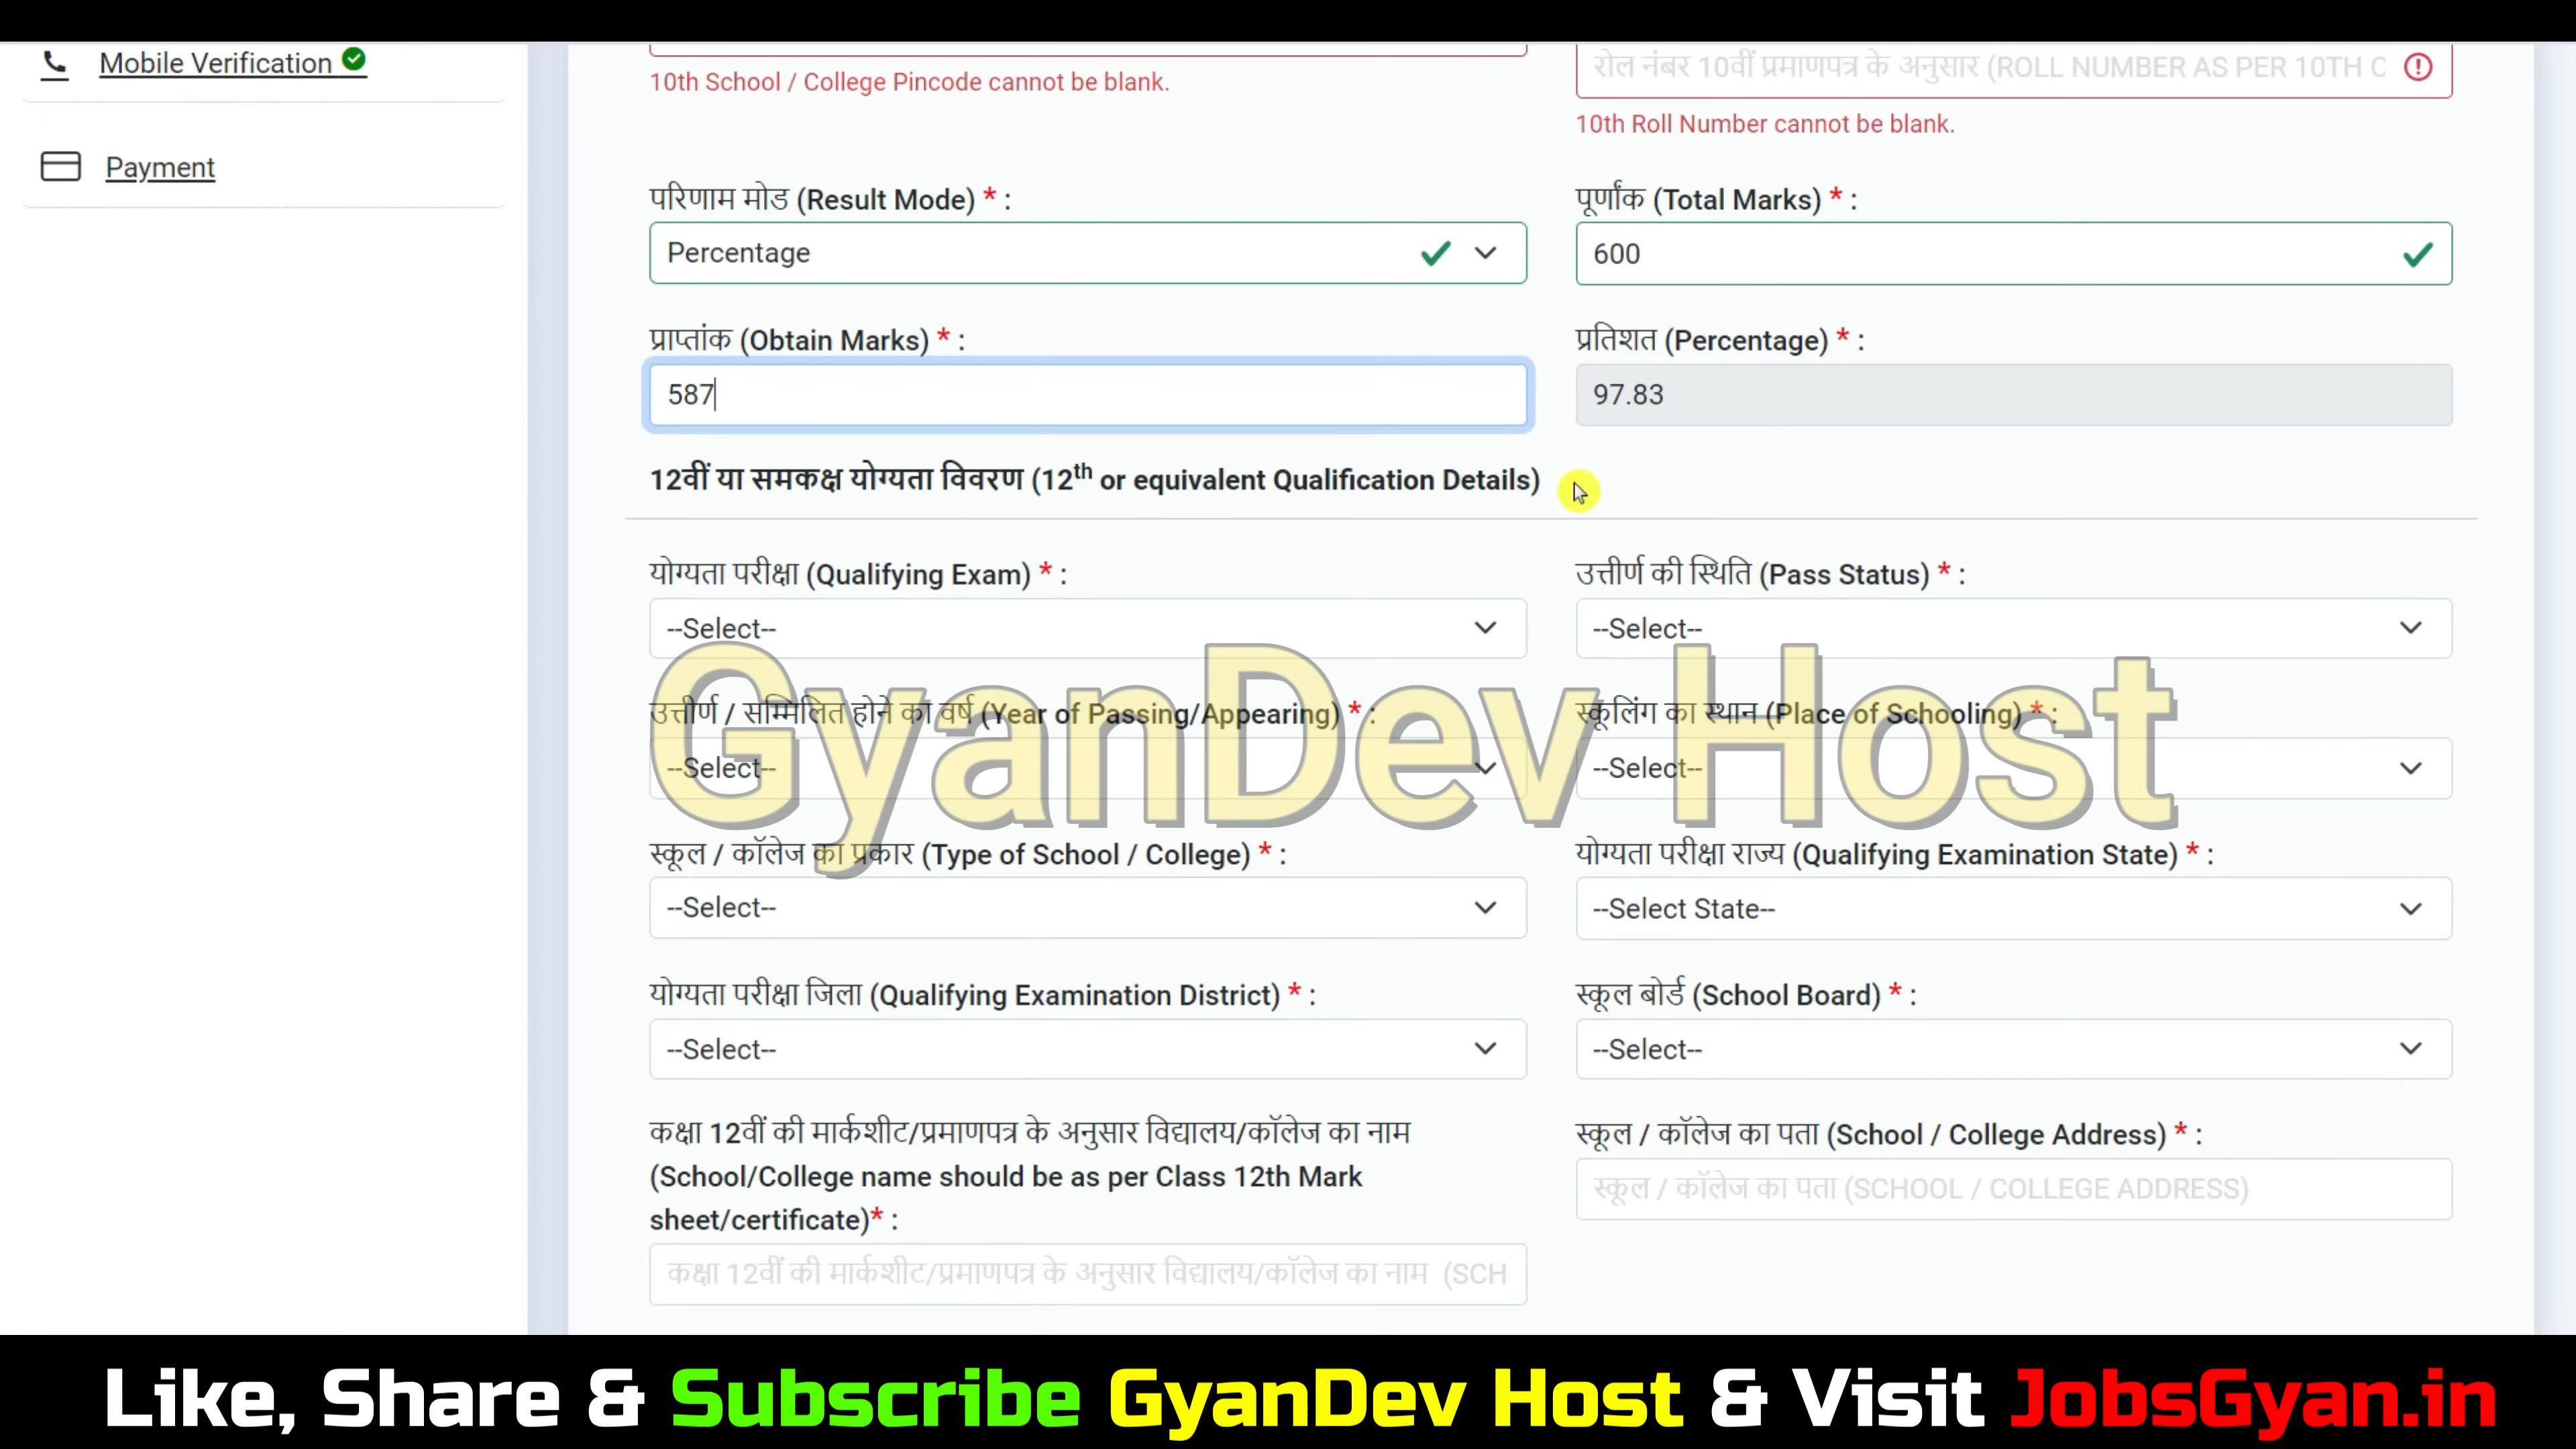 Mobile Verification
10th School / College Pincode cannot be blank.
रोल नंबर 10वीं प्रमाणपत्र के अनुसार (ROLL NUMBER AS PER 10TH C
10th Roll Number cannot be blank.
Payment
परिणाम मोड (Result Mode) * :
पूर्णांक (Total Marks) * :
Percentage
600
प्राप्तांक (Obtain Marks) * :
प्रतिशत (Percentage) * :
587
97.83
12वीं या समकक्ष योग्यता विवरण (12th or equivalent Qualification Details)
योग्यता परीक्षा (Qualifying Exam) * :
उत्तीर्ण की स्थिति (Pass Status) * :
--Select--
--Select--
GyanDev Host
उत्तीर्ण / सम्मिलित होने का वर्ष (Year of Passing/Appearing) * :
स्कूलिंग का स्थान (Place of Schooling) * :
--Select--
--Select--
स्कूल / कॉलेज का प्रकार (Type of School / College) * :
योग्यता परीक्षा राज्य (Qualifying Examination State) * :
--Select--
--Select State--
योग्यता परीक्षा जिला (Qualifying Examination District) * :
स्कूल बोर्ड (School Board) * :
--Select--
--Select--
कक्षा 12वीं की मार्कशीट/प्रमाणपत्र के अनुसार विद्यालय/कॉलेज का नाम
(School/College name should be as per Class 12th Mark
sheet/certificate)* :
स्कूल / कॉलेज का पता (School / College Address) * :
स्कूल / कॉलेज का पता (SCHOOL / COLLEGE ADDRESS)
कक्षा 12वीं की मार्कशीट/प्रमाणपत्र के अनुसार विद्यालय/कॉलेज का नाम (SCH
Like, Share & Subscribe GyanDev Host & Visit JobsGyan.in